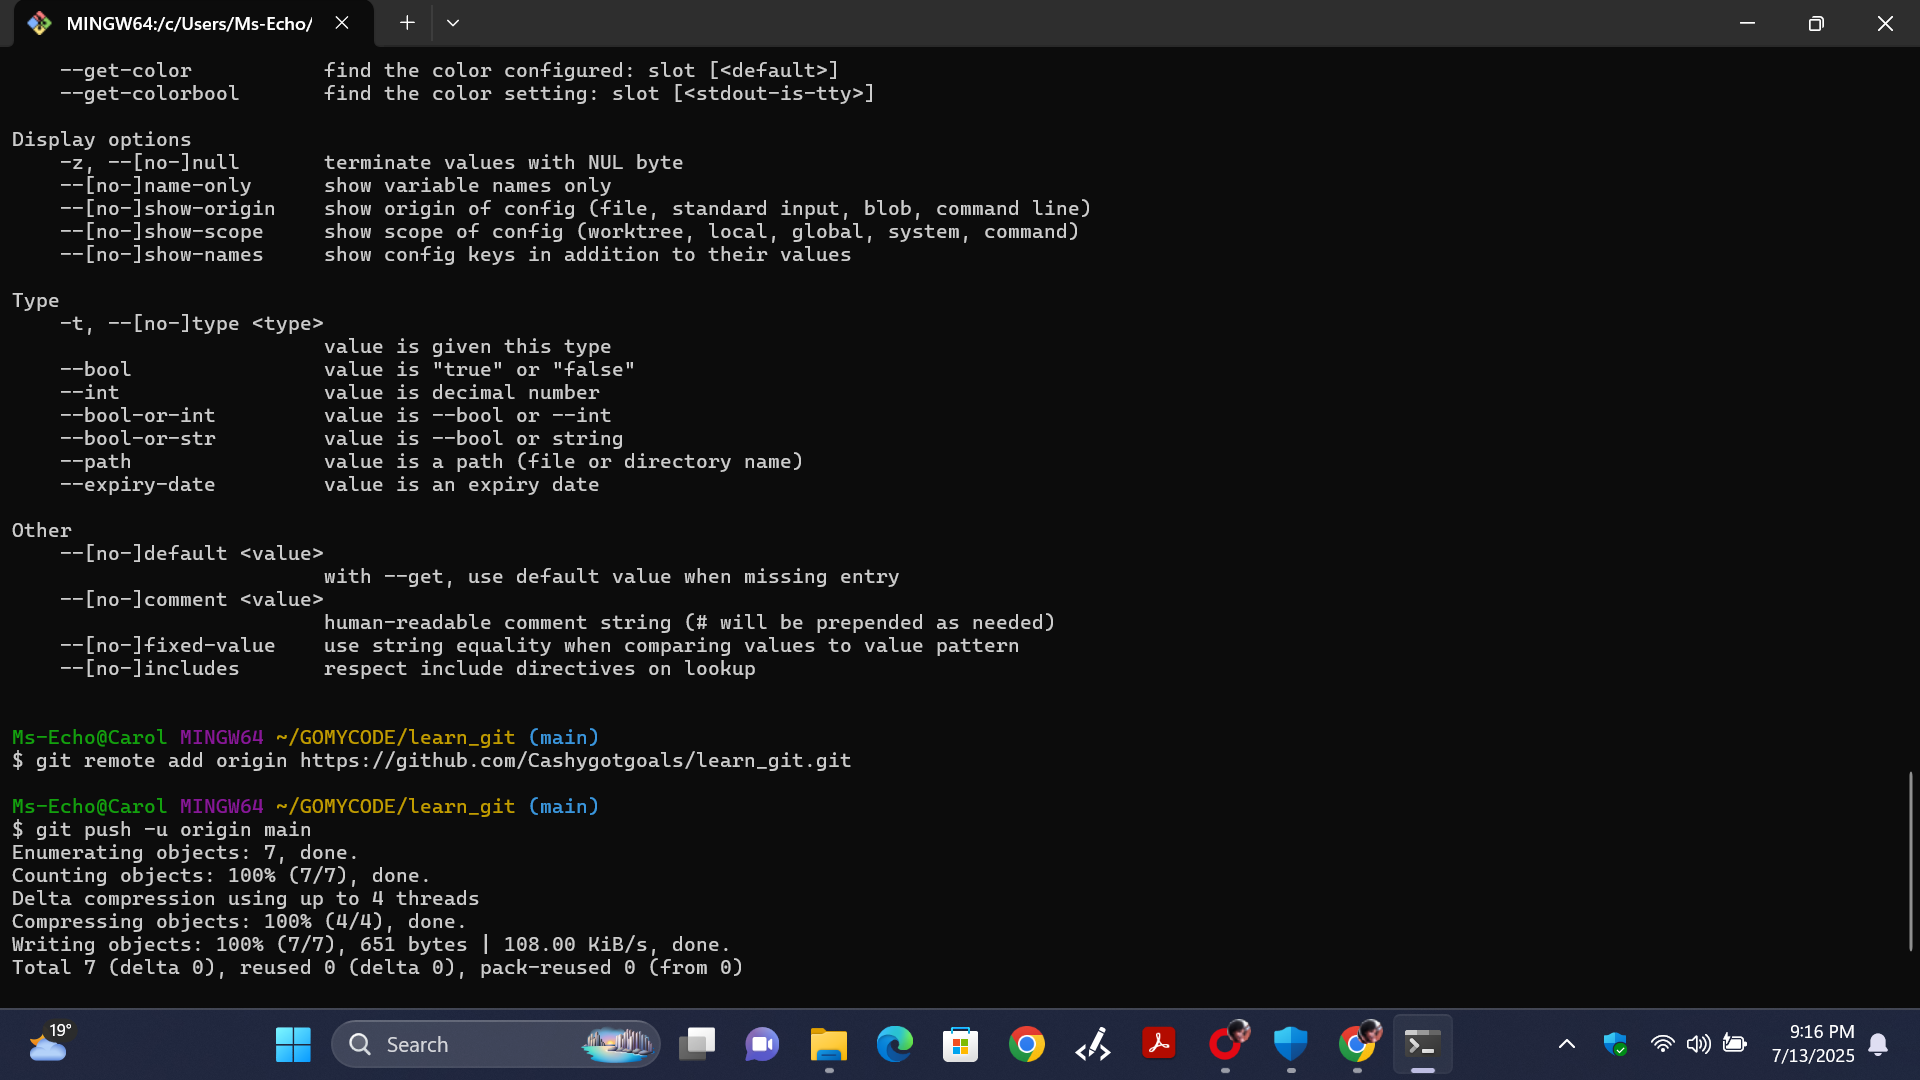 MINGW64:/c/Users/Ms-Echo/
    --get-color           find the color configured: slot [<default>]
    --get-colorbool       find the color setting: slot [<stdout-is-tty>]

Display options
    -z, --[no-]null       terminate values with NUL byte
    --[no-]name-only      show variable names only
    --[no-]show-origin    show origin of config (file, standard input, blob, command line)
    --[no-]show-scope     show scope of config (worktree, local, global, system, command)
    --[no-]show-names     show config keys in addition to their values

Type
    -t, --[no-]type <type>
                          value is given this type
    --bool                value is "true" or "false"
    --int                 value is decimal number
    --bool-or-int         value is --bool or --int
    --bool-or-str         value is --bool or string
    --path                value is a path (file or directory name)
    --expiry-date         value is an expiry date

Other
    --[no-]default <value>
                          with --get, use default value when missing entry
    --[no-]comment <value>
                          human-readable comment string (# will be prepended as needed)
    --[no-]fixed-value    use string equality when comparing values to value pattern
    --[no-]includes       respect include directives on lookup

Ms-Echo@Carol MINGW64 ~/GOMYCODE/learn_git (main)
$ git remote add origin https://github.com/Cashygotgoals/learn_git.git

Ms-Echo@Carol MINGW64 ~/GOMYCODE/learn_git (main)
$ git push -u origin main
Enumerating objects: 7, done.
Counting objects: 100% (7/7), done.
Delta compression using up to 4 threads
Compressing objects: 100% (4/4), done.
Writing objects: 100% (7/7), 651 bytes | 108.00 KiB/s, done.
Total 7 (delta 0), reused 0 (delta 0), pack-reused 0 (from 0)
19°
Search
9:16 PM
7/13/2025